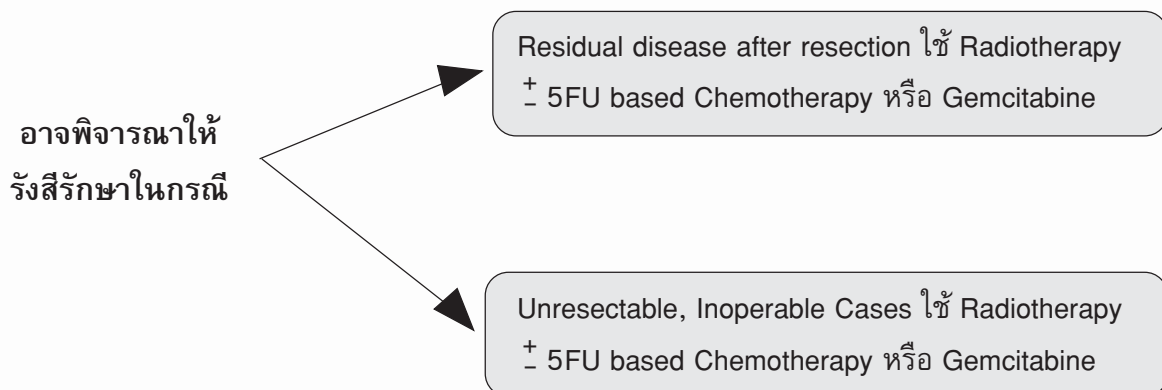 อาจพิจารณาให้
รังสีรักษาในกรณี
Residual disease after resection ใช้ Radiotherapy
± 5FU based Chemotherapy หรือ Gemcitabine
Unresectable, Inoperable Cases ใช้ Radiotherapy
± 5FU based Chemotherapy หรือ Gemcitabine